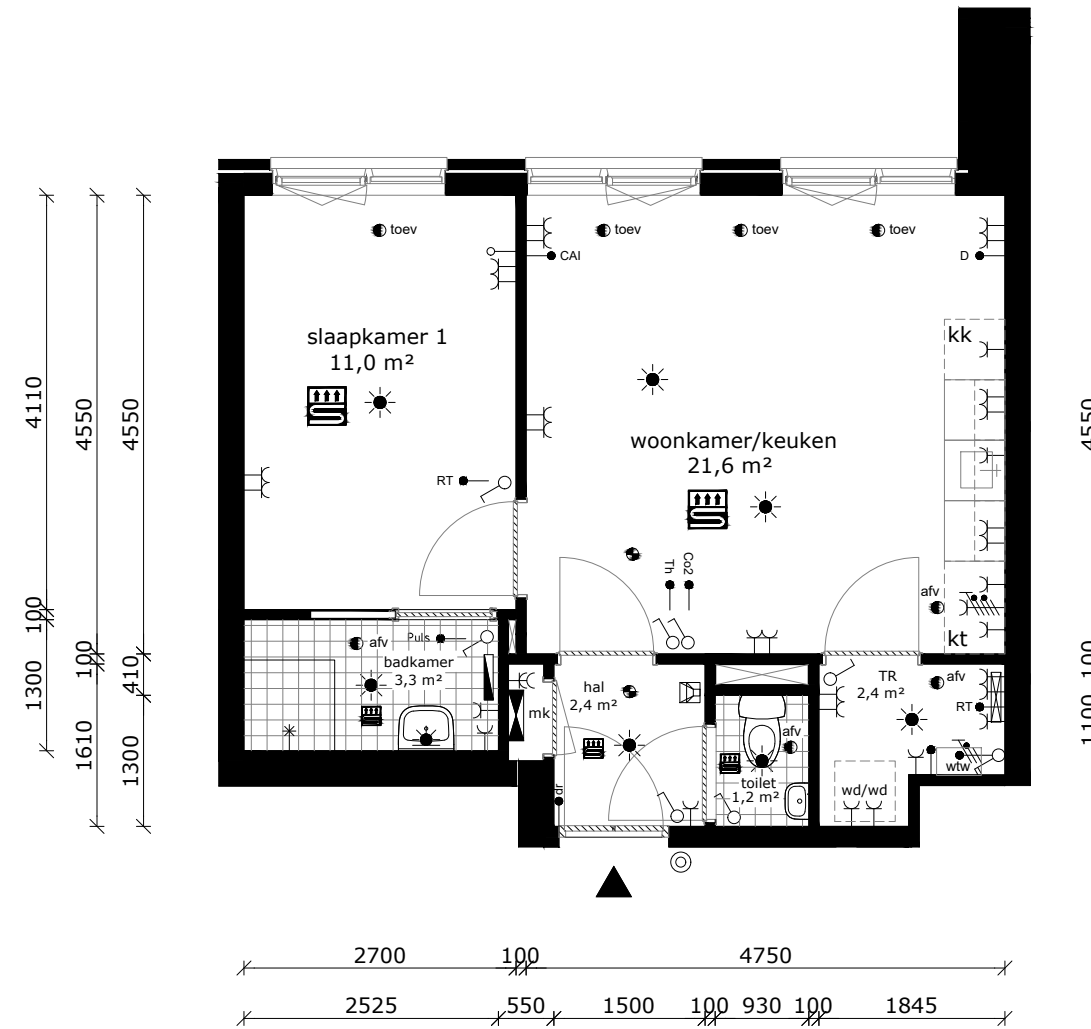 toev
toev
toev
toev
CAI
D
slaapkamer 1
11,0 m²
kk
woonkamer/keuken
21,6 m²
RT
Th
Co2
afv
kt
afv
Puls
badkamer
3,3 m²
mk
hal
2,4 m²
TR
2,4 m²
afv
RT
afv
toilet
1,2 m²
dr
wtw
wd/wd
4110
100
1300
4550
100
1610
4550
410
1300
4550
100
1100
2700
100
4750
2525
550
1500
100
930
100
1845